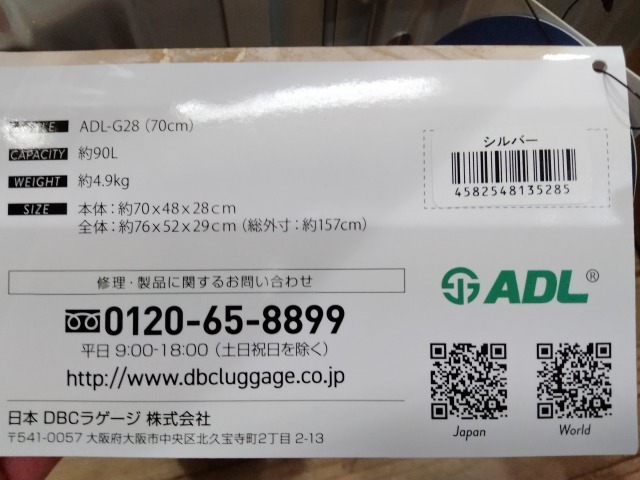 ADL-G28 (70cm)
CAPACITY 約90L
WEIGHT 約4.9kg
SIZE 本体：約70×48×28cm
全体：約76×52×29cm（総外寸：約157cm）
シルバー
4582548135285
修理・製品に関するお問い合わせ
0120-65-8899
平日 9:00-18:00（土日祝日を除く）
http://www.dbcluggage.co.jp
日本 DBCラゲージ 株式会社
〒541-0057 大阪府大阪市中央区北久宝寺町2丁目 2-13
ADL®
Japan
World